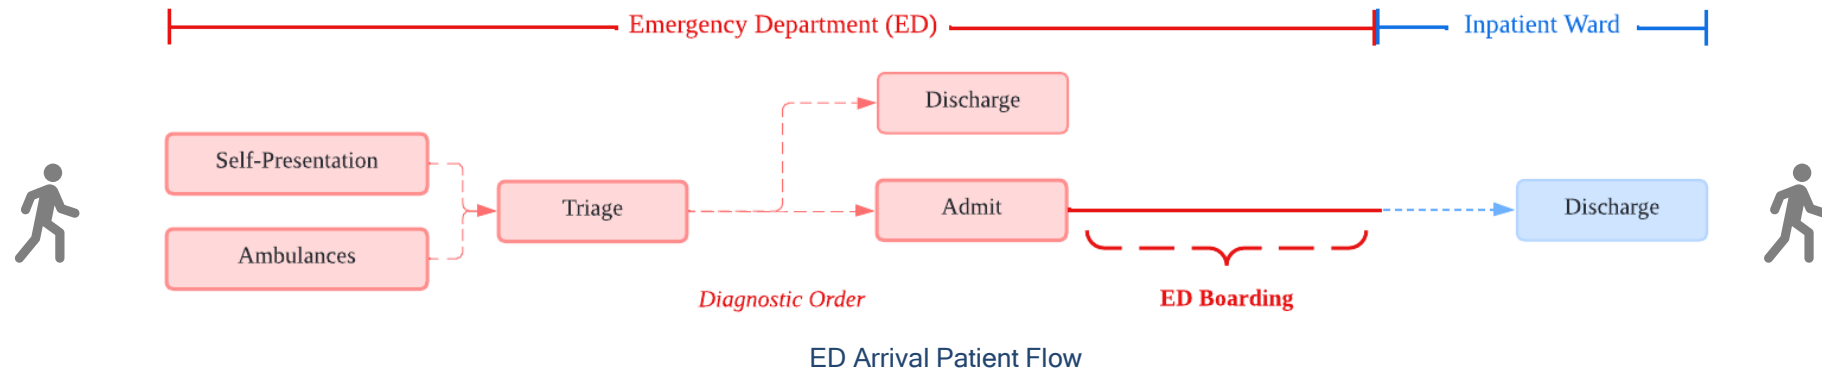 Emergency Department (ED)
Inpatient Ward
Discharge
Self-Presentation
Triage
Admit
Discharge
Ambulances
Diagnostic Order
ED Boarding
ED Arrival Patient Flow